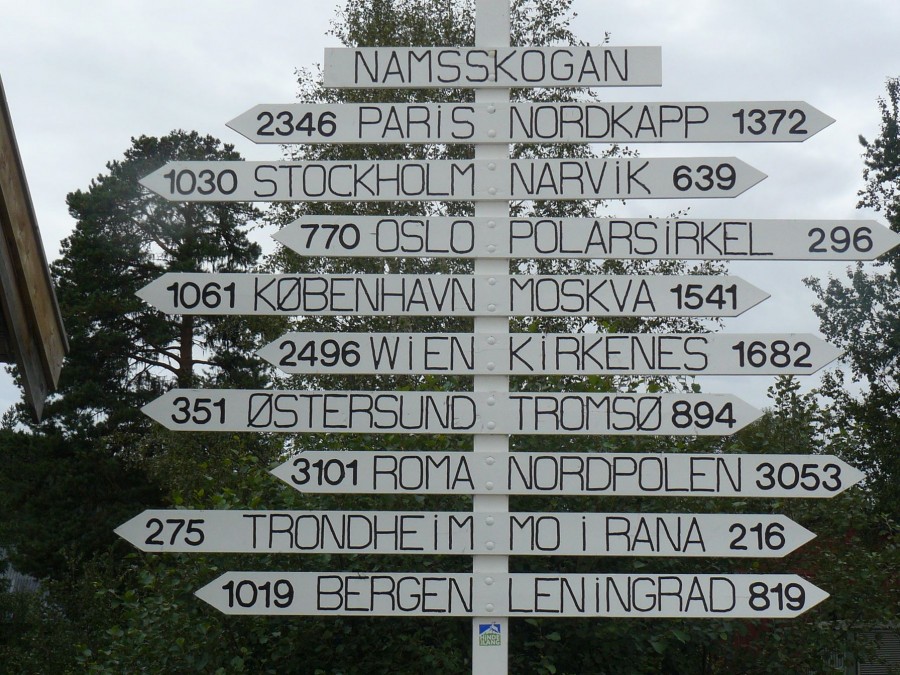 NAMSSKOGAN
2346 PARiS NORDKAPP 1372
1030 STOCKHOLM NARViK 639
770 OSLO POLARSiRKEL 296
1061 KØBENHAVN MOSKVA 1541
2496 WiEN KiRKENES 1682
351 ØSTERSUND TROMSØ 894
3101 ROMA NORDPOLEN 3053
275 TRONDHEiM MO i RANA 216
1019 BERGEN LENiNGRAD 819